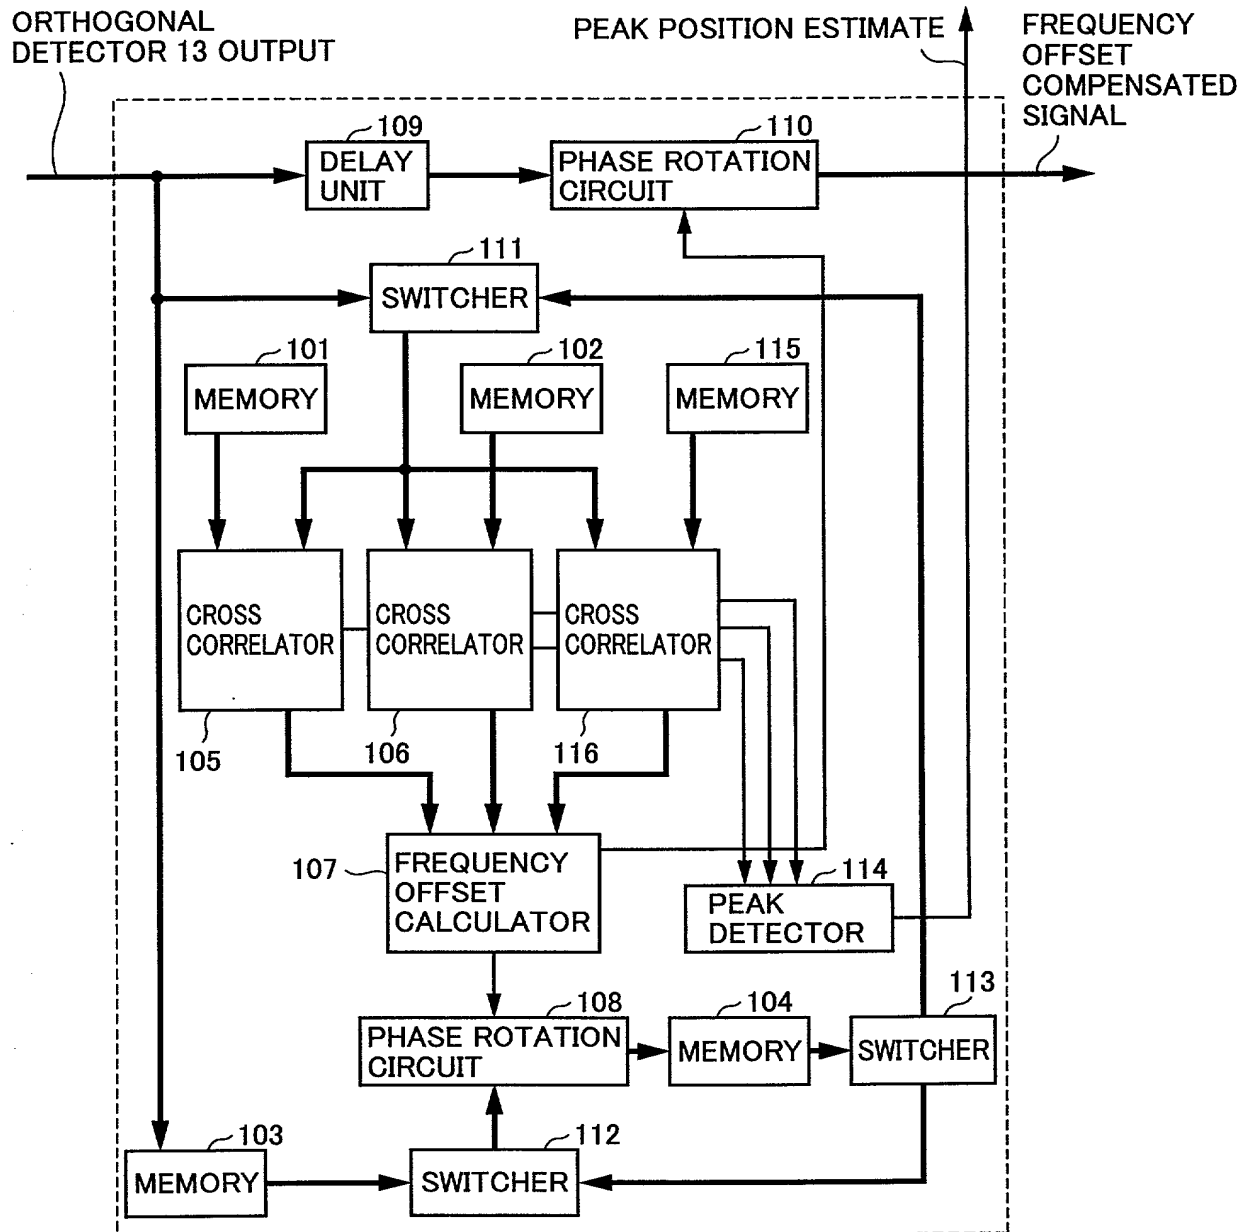 ORTHOGONAL
DETECTOR 13 OUTPUT
PEAK POSITION ESTIMATE
FREQUENCY
OFFSET
COMPENSATED
SIGNAL
109
DELAY
UNIT
110
PHASE ROTATION
CIRCUIT
111
SWITCHER
101
MEMORY
102
MEMORY
115
MEMORY
CROSS
CORRELATOR
105
CROSS
CORRELATOR
106
CROSS
CORRELATOR
116
107
FREQUENCY
OFFSET
CALCULATOR
114
PEAK
DETECTOR
108
PHASE ROTATION
CIRCUIT
104
MEMORY
113
SWITCHER
103
MEMORY
112
SWITCHER